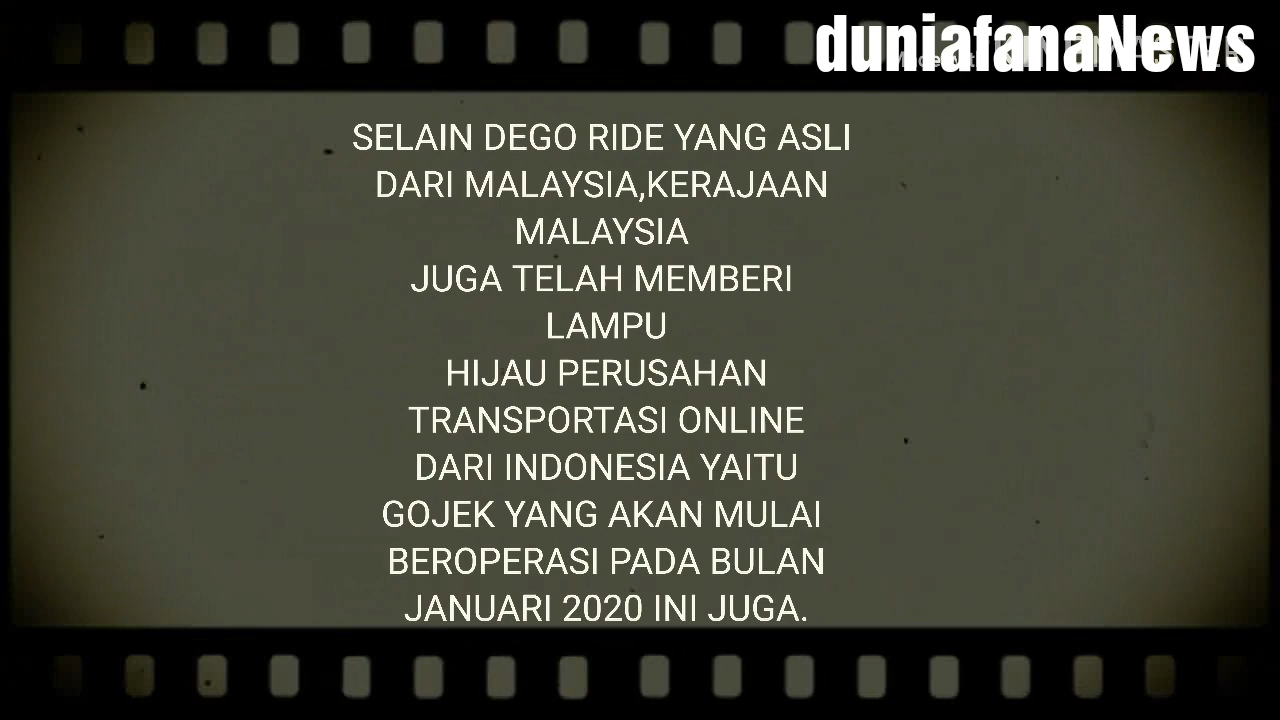 duniafanaNews
SELAIN DEGO RIDE YANG ASLI
DARI MALAYSIA,KERAJAAN
MALAYSIA
JUGA TELAH MEMBERI
LAMPU
HIJAU PERUSAHAN
TRANSPORTASI ONLINE
DARI INDONESIA YAITU
GOJEK YANG AKAN MULAI
BEROPERASI PADA BULAN
JANUARI 2020 INI JUGA.